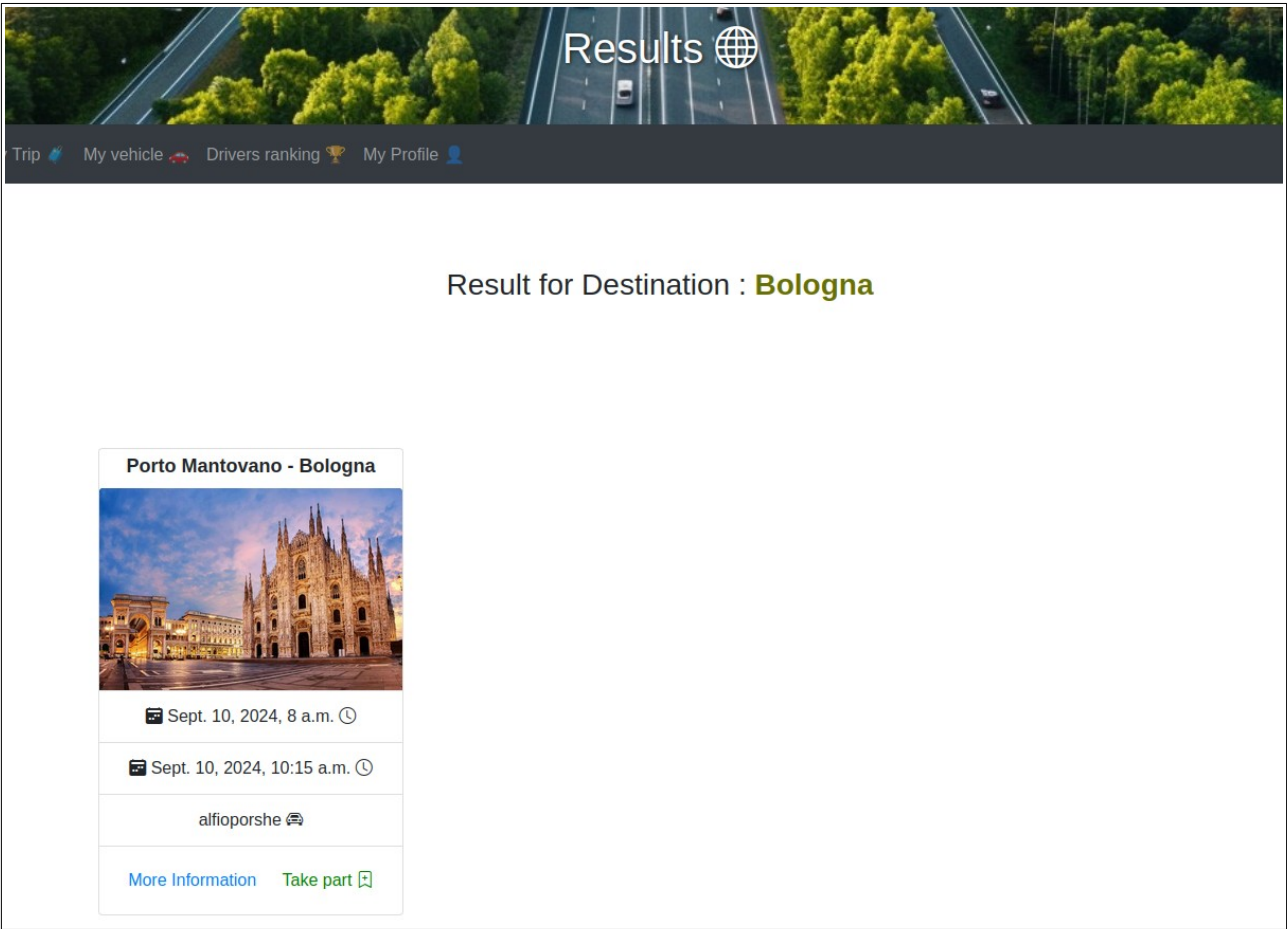 Results
Trip My vehicle Drivers ranking My Profile
Result for Destination : Bologna
Porto Mantovano - Bologna
Sept. 10, 2024, 8 a.m.
Sept. 10, 2024, 10:15 a.m.
alfioporshe
More Information Take part